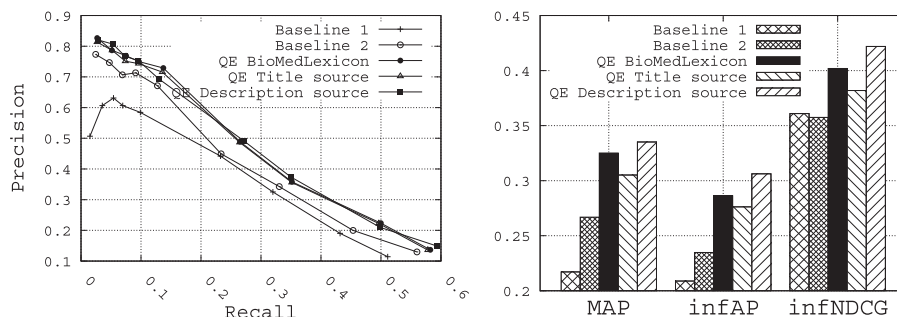 Precision
0.9
0.8
0.7
0.6
0.5
0.4
0.3
0.2
0.1
Baseline 1
Baseline 2
QE BioMedLexicon
QE Title source
QE Description source
0 0.1 0.2 0.3 0.4 0.5 0.6
Recall
0.45
0.4
0.35
0.3
0.25
0.2
Baseline 1
Baseline 2
QE BioMedLexicon
QE Title source
QE Description source
MAP infAP infNDCG